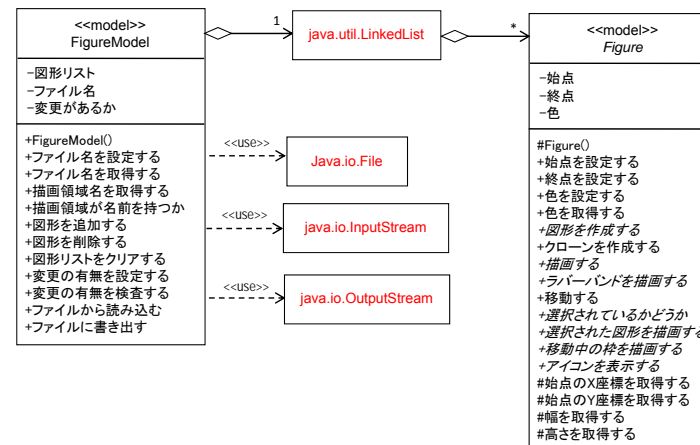 <<model>>
FigureModel
-図形リスト
-ファイル名
-変更があるか
+FigureModel()
+ファイル名を設定する
+ファイル名を取得する
+描画領域名を取得する
+描画領域が名前を持つか
+図形を追加する
+図形を削除する
+図形リストをクリアする
+変更の有無を設定する
+変更の有無を検査する
+ファイルから読み込む
+ファイルに書き出す
1
java.util.LinkedList
*
<<use>>
Java.io.File
<<use>>
java.io.InputStream
<<use>>
java.io.OutputStream
<<model>>
Figure
-始点
-終点
-色
#Figure()
+始点を設定する
+終点を設定する
+色を設定する
+色を取得する
+図形を作成する
+クローンを作成する
+描画する
+ラバーバンドを描画する
+移動する
+選択されているかどうか
+選択された図形を描画する
+移動中の枠を描画する
+アイコンを表示する
#始点のX座標を取得する
#始点のY座標を取得する
#幅を取得する
#高さを取得する